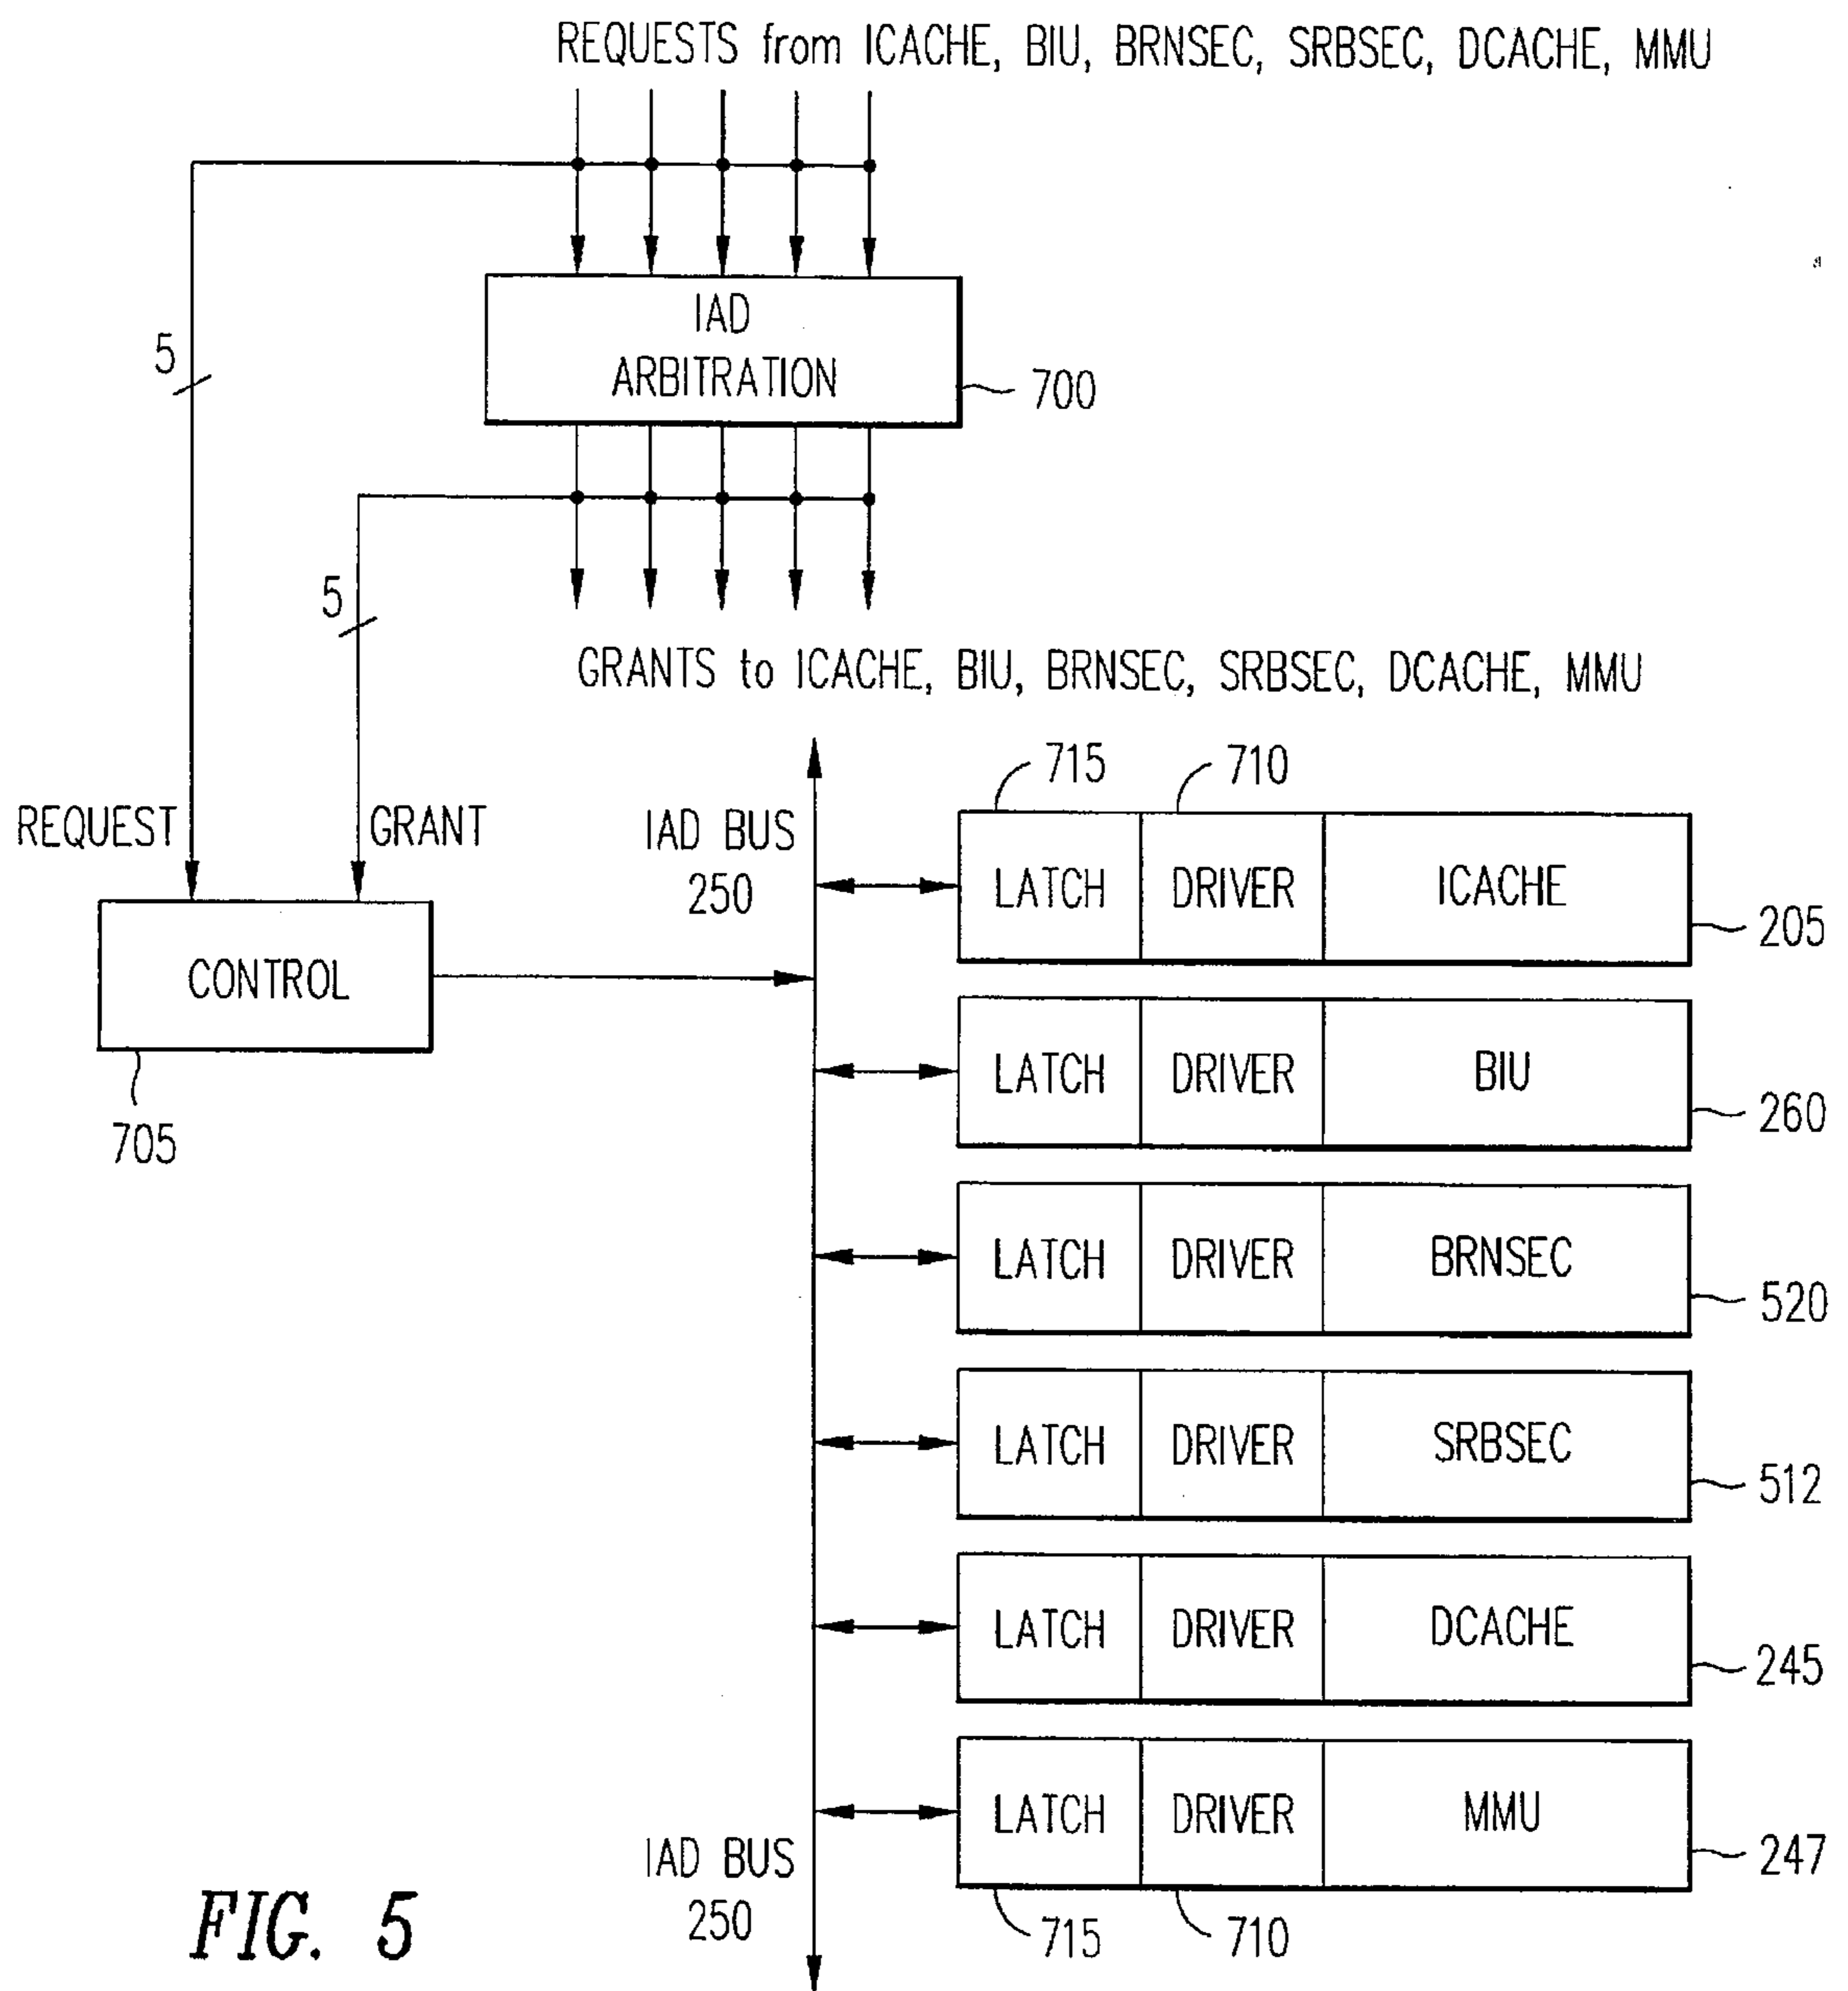 REQUESTS from ICACHE, BIU, BRNSEC, SRBSEC, DCACHE, MMU
5
IAD
ARBITRATION
700
5
GRANTS to ICACHE, BIU, BRNSEC, SRBSEC, DCACHE, MMU
REQUEST
GRANT
CONTROL
705
IAD BUS
250
715
710
LATCH DRIVER ICACHE
205
LATCH DRIVER BIU
260
LATCH DRIVER BRNSEC
520
LATCH DRIVER SRBSEC
512
LATCH DRIVER DCACHE
245
LATCH DRIVER MMU
247
IAD BUS
250
715
710
FIG. 5